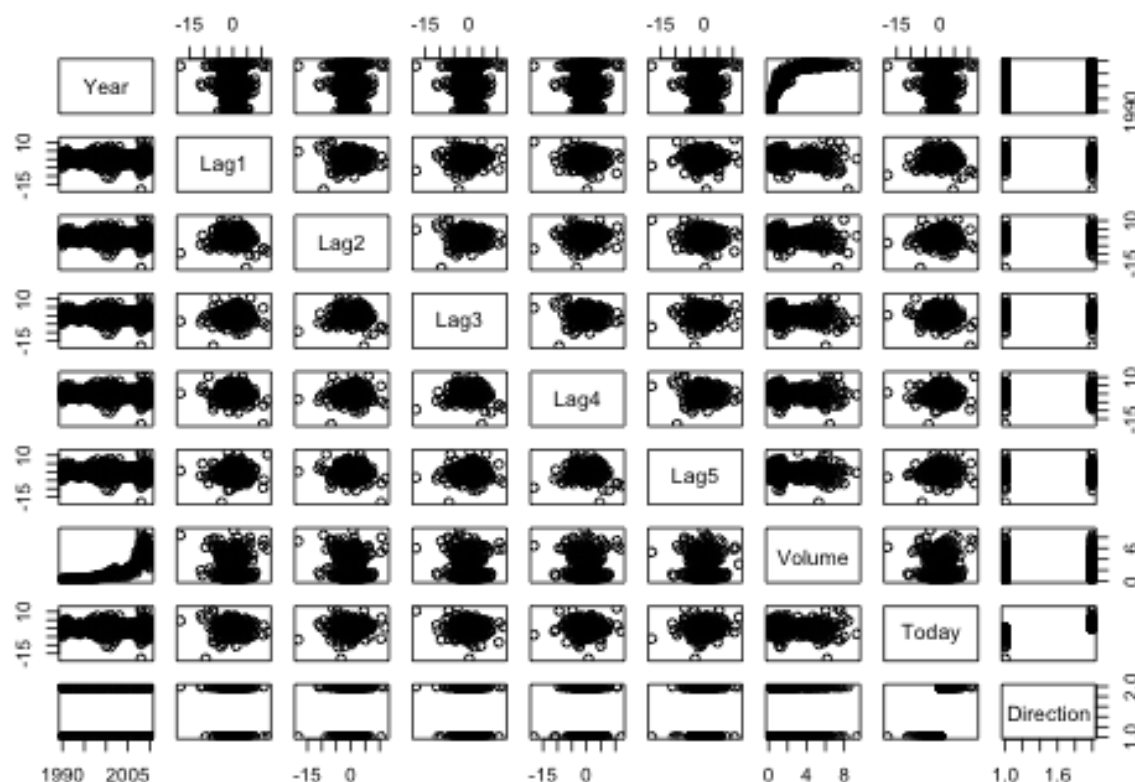 -15 0 -15 0 -15 0 -15 0
Year 1990
-15 10 Lag1
Lag2 -15 10
-15 10 Lag3
Lag4 -15 10
-15 10 Lag5
Volume 0 6
-15 10 Today
Direction 1.0 2.0
1990 2005 -15 0 -15 0 0 4 8 1.0 1.6